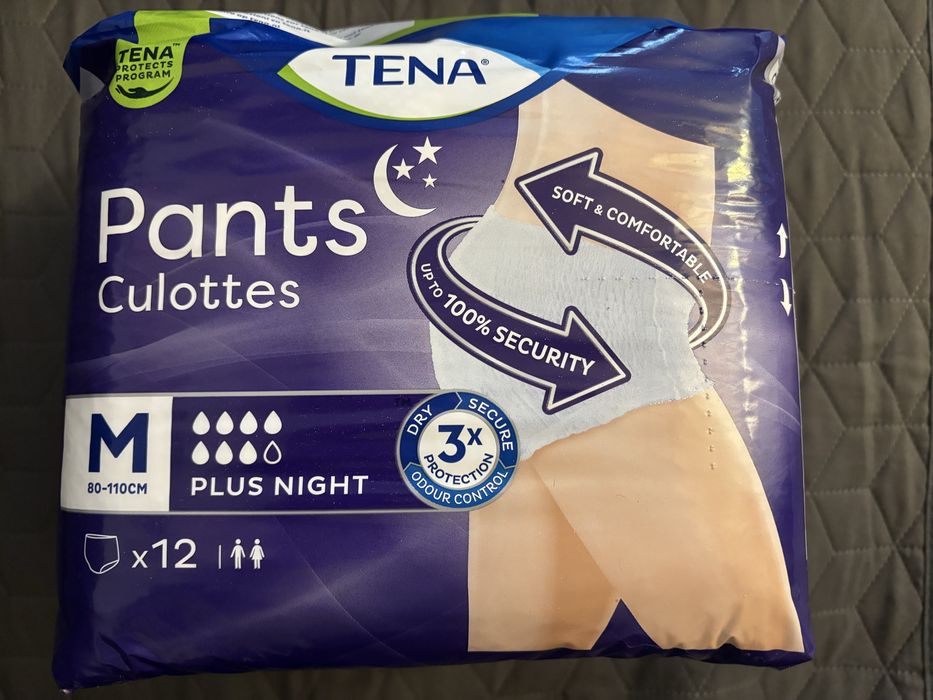 TENA™
PROTECTS
PROGRAM
TENA®
Pants
Culottes
SOFT & COMFORTABLE
UP TO 100% SECURITY
M
80-110CM
PLUS NIGHT
DRY
SECURE
3x
PROTECTION
ODOUR CONTROL
x12